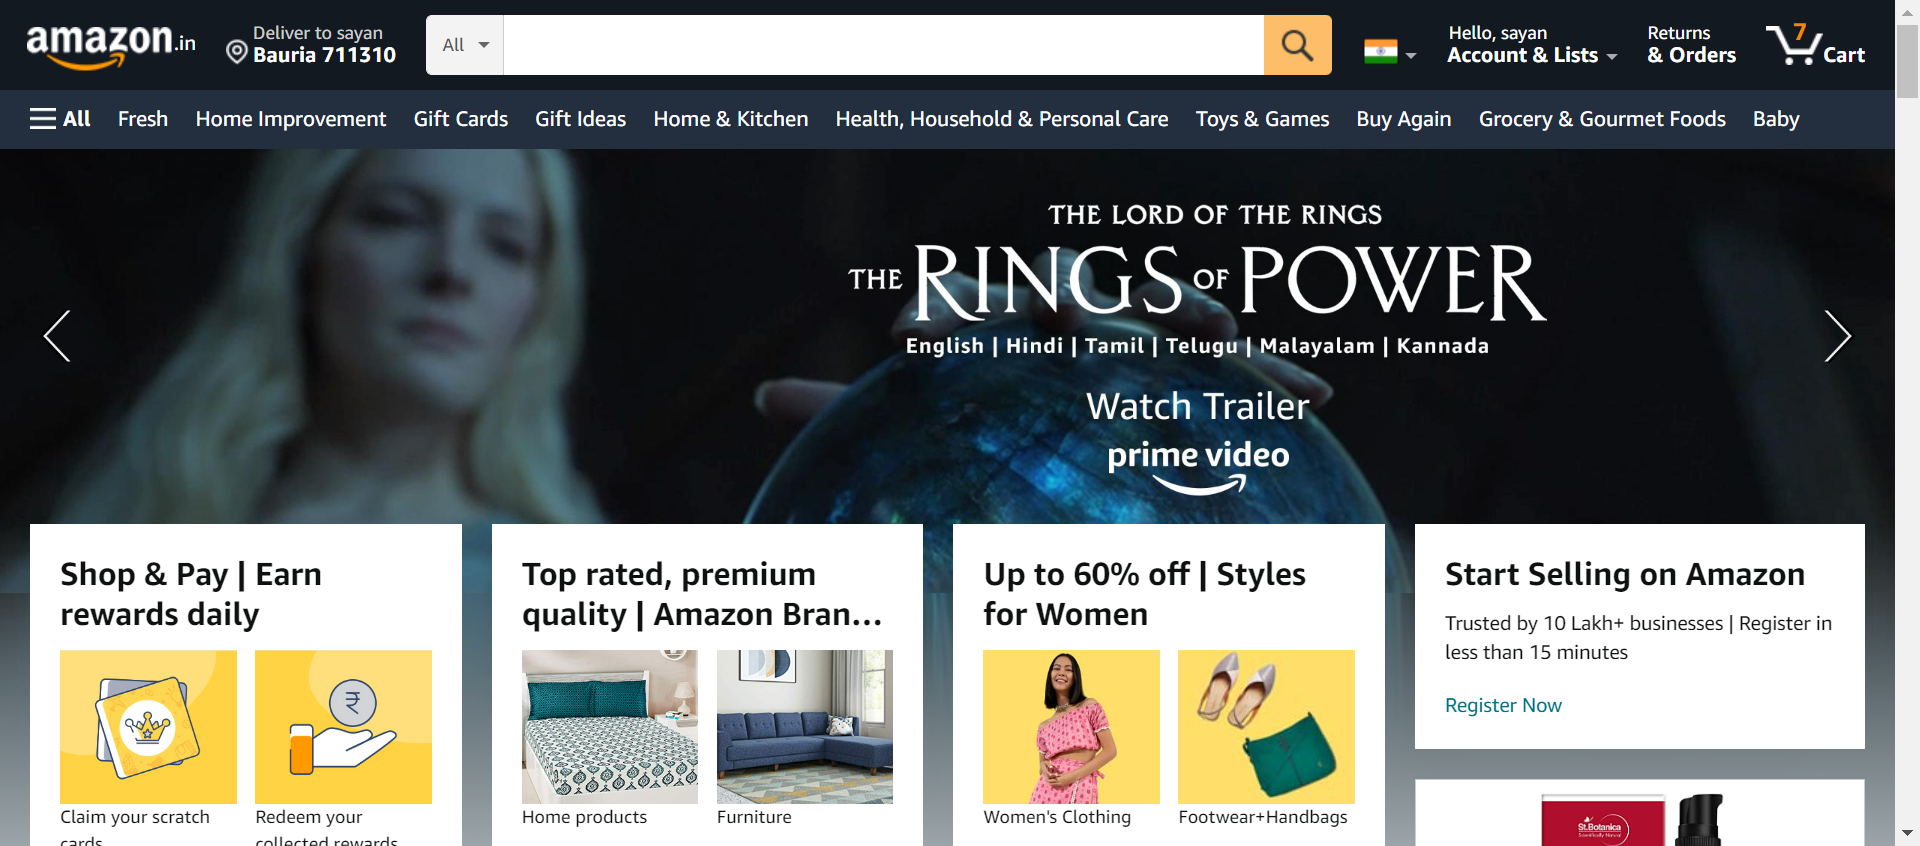 amazon.in
Deliver to sayan
Bauria 711310
All
Hello, sayan
Account & Lists
Returns
& Orders
7
Cart
All Fresh Home Improvement Gift Cards Gift Ideas Home & Kitchen Health, Household & Personal Care Toys & Games Buy Again Grocery & Gourmet Foods Baby
THE LORD OF THE RINGS
THE RINGS OF POWER
English | Hindi | Tamil | Telugu | Malayalam | Kannada
Watch Trailer
prime video
Shop & Pay | Earn
rewards daily
Claim your scratch
cards
Redeem your
collected rewards
Top rated, premium
quality | Amazon Bran...
Home products
Furniture
Up to 60% off | Styles
for Women
Women's Clothing
Footwear+Handbags
Start Selling on Amazon
Trusted by 10 Lakh+ businesses | Register in
less than 15 minutes
Register Now
St.Botanica
Scientifically Natural